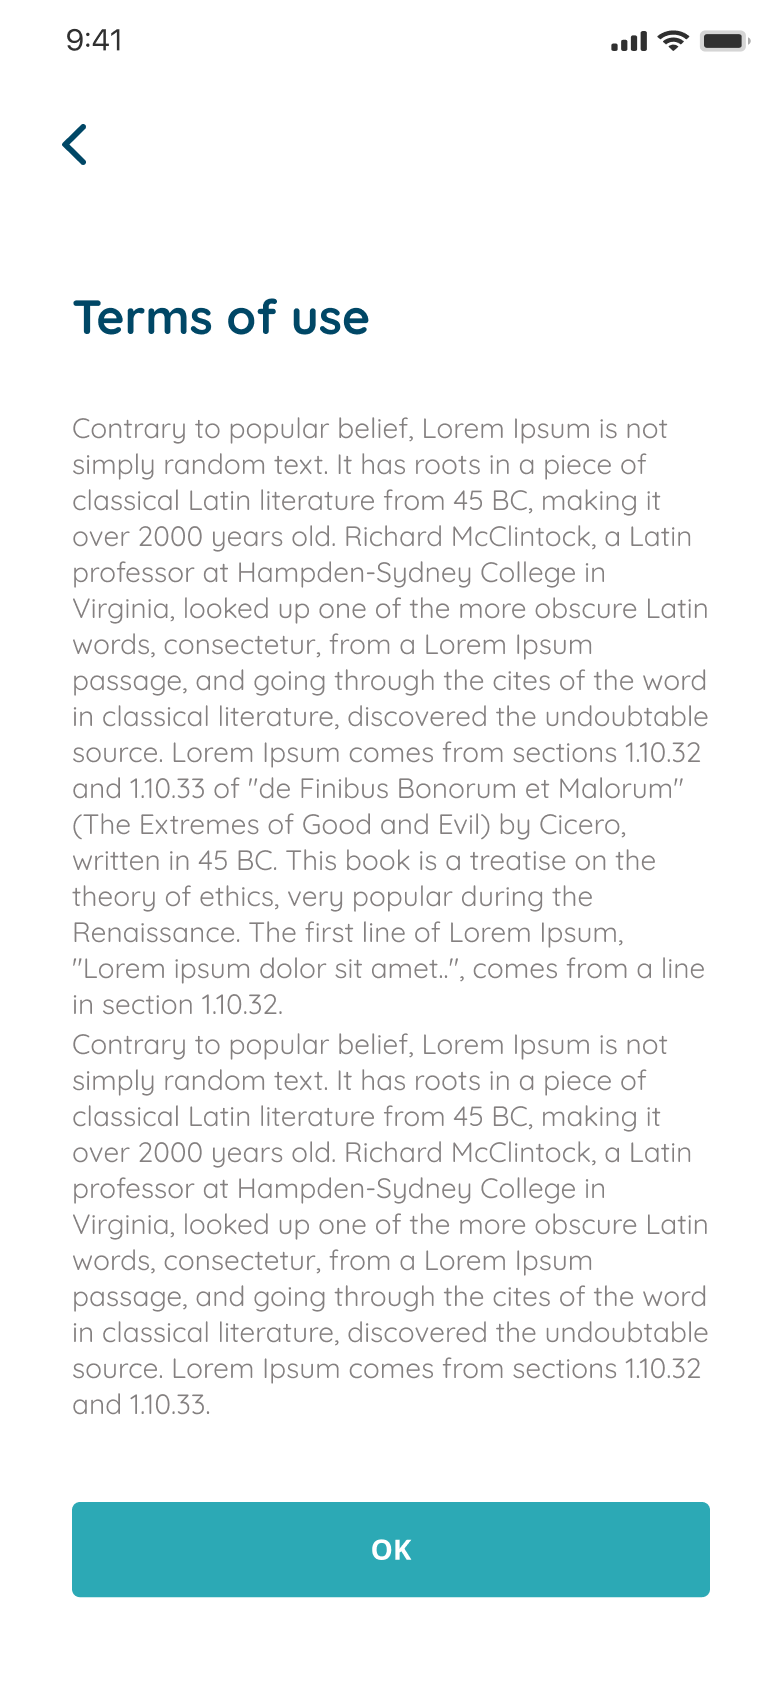 9:41
Terms of use
Contrary to popular belief, Lorem Ipsum is not
simply random text. It has roots in a piece of
classical Latin literature from 45 BC, making it
over 2000 years old. Richard McClintock, a Latin
professor at Hampden-Sydney College in
Virginia, looked up one of the more obscure Latin
words, consectetur, from a Lorem Ipsum
passage, and going through the cites of the word
in classical literature, discovered the undoubtable
source. Lorem Ipsum comes from sections 1.10.32
and 1.10.33 of "de Finibus Bonorum et Malorum"
(The Extremes of Good and Evil) by Cicero,
written in 45 BC. This book is a treatise on the
theory of ethics, very popular during the
Renaissance. The first line of Lorem Ipsum,
"Lorem ipsum dolor sit amet..", comes from a line
in section 1.10.32.
Contrary to popular belief, Lorem Ipsum is not
simply random text. It has roots in a piece of
classical Latin literature from 45 BC, making it
over 2000 years old. Richard McClintock, a Latin
professor at Hampden-Sydney College in
Virginia, looked up one of the more obscure Latin
words, consectetur, from a Lorem Ipsum
passage, and going through the cites of the word
in classical literature, discovered the undoubtable
source. Lorem Ipsum comes from sections 1.10.32
and 1.10.33.
OK